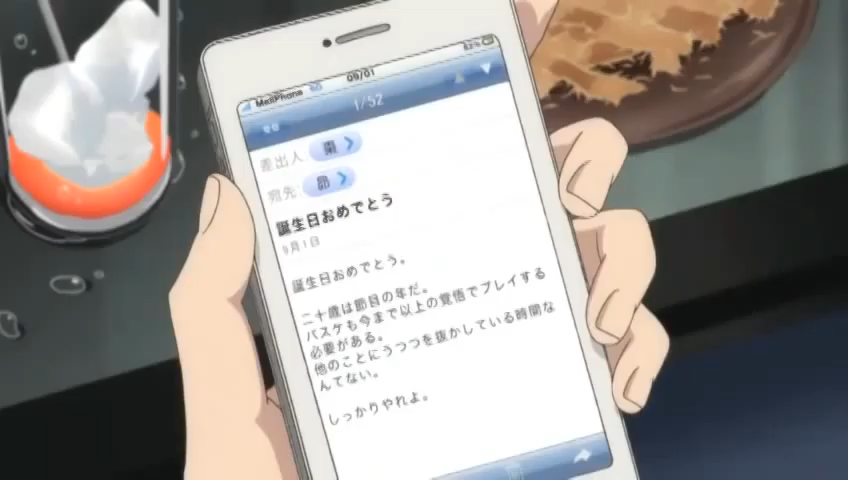 MellPhone 09/01 82%
1/52
差出人: 棗
宛先: 昴
誕生日おめでとう
9月1日
誕生日おめでとう。
二十歳は節目の年だ。
バスケも今まで以上の覚悟でプレイする
必要がある。
他のことにうつつを抜かしている時間な
んてない。
しっかりやれよ。